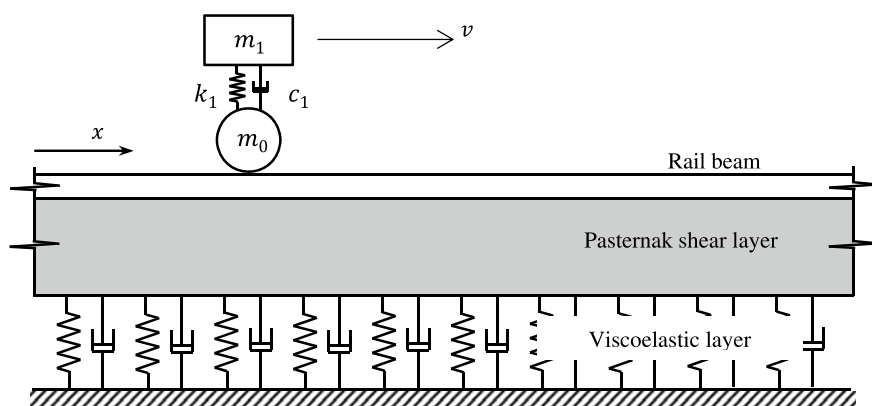 m₁
v
k₁
c₁
m₀
x
Rail beam
Pasternak shear layer
Viscoelastic layer